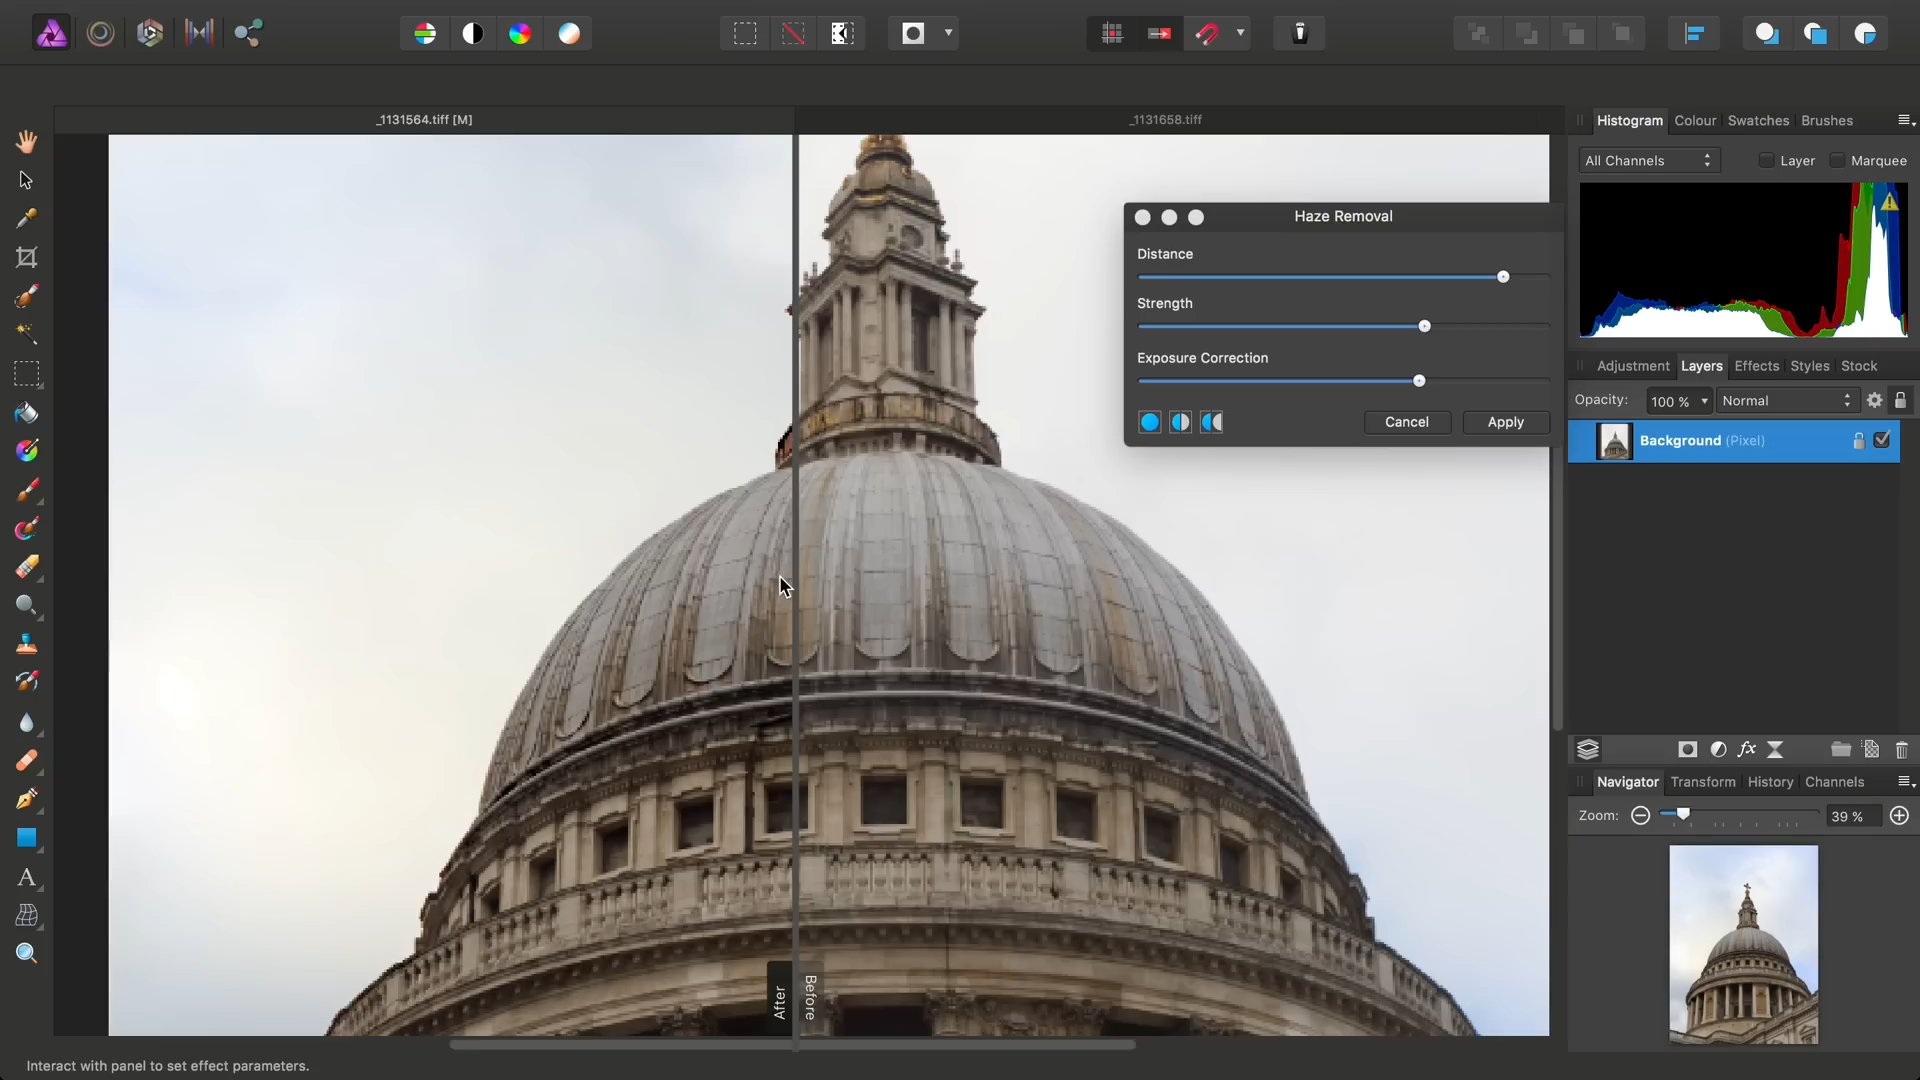 _1131564.tiff [M]
_1131658.tiff
Histogram
Colour
Swatches
Brushes
All Channels
Layer
Marquee
Haze Removal
Distance
Strength
Exposure Correction
Cancel
Apply
Adjustment
Layers
Effects
Styles
Stock
Opacity:
100 %
Normal
Background (Pixel)
fx
Navigator
Transform
History
Channels
Zoom:
39 %
A
After
Before
Interact with panel to set effect parameters.